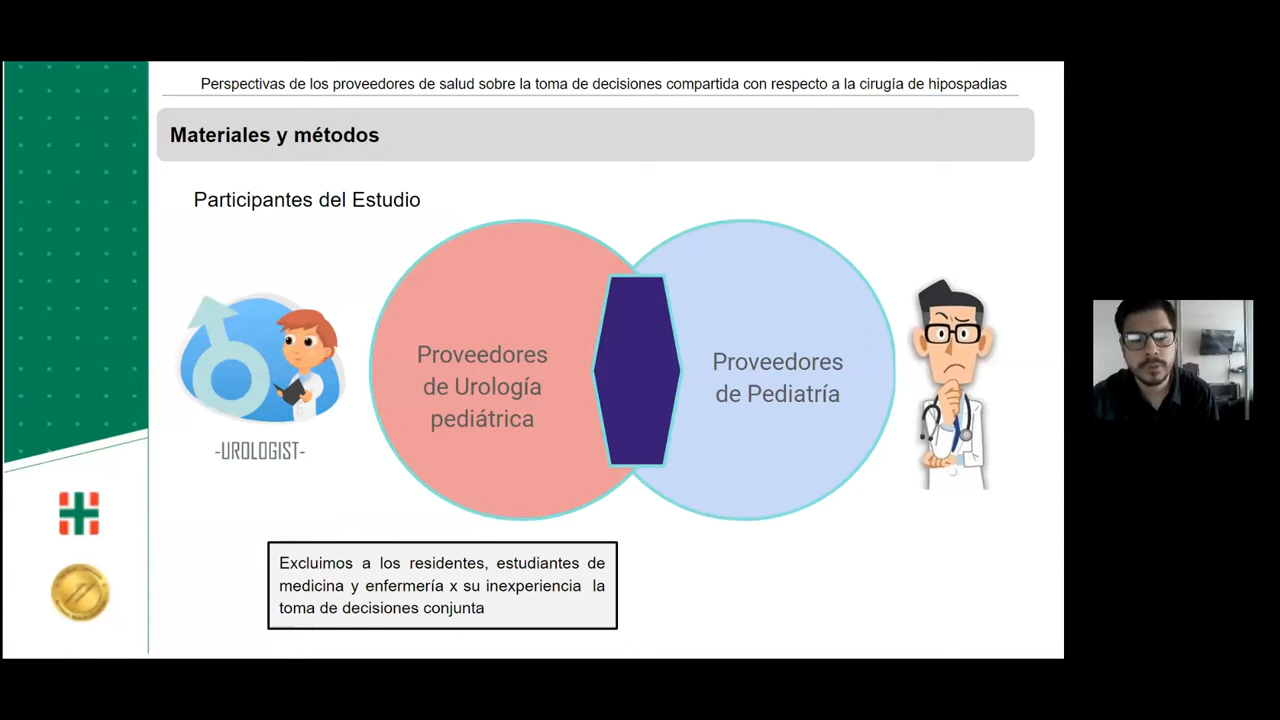 Perspectivas de los proveedores de salud sobre la toma de decisiones compartida con respecto a la cirugía de hipospadias
Materiales y métodos
Participantes del Estudio
Proveedores
de Urología
pediátrica
Proveedores
de Pediatría
-UROLOGIST-
Excluimos a los residentes, estudiantes de
medicina y enfermería x su inexperiencia la
toma de decisiones conjunta